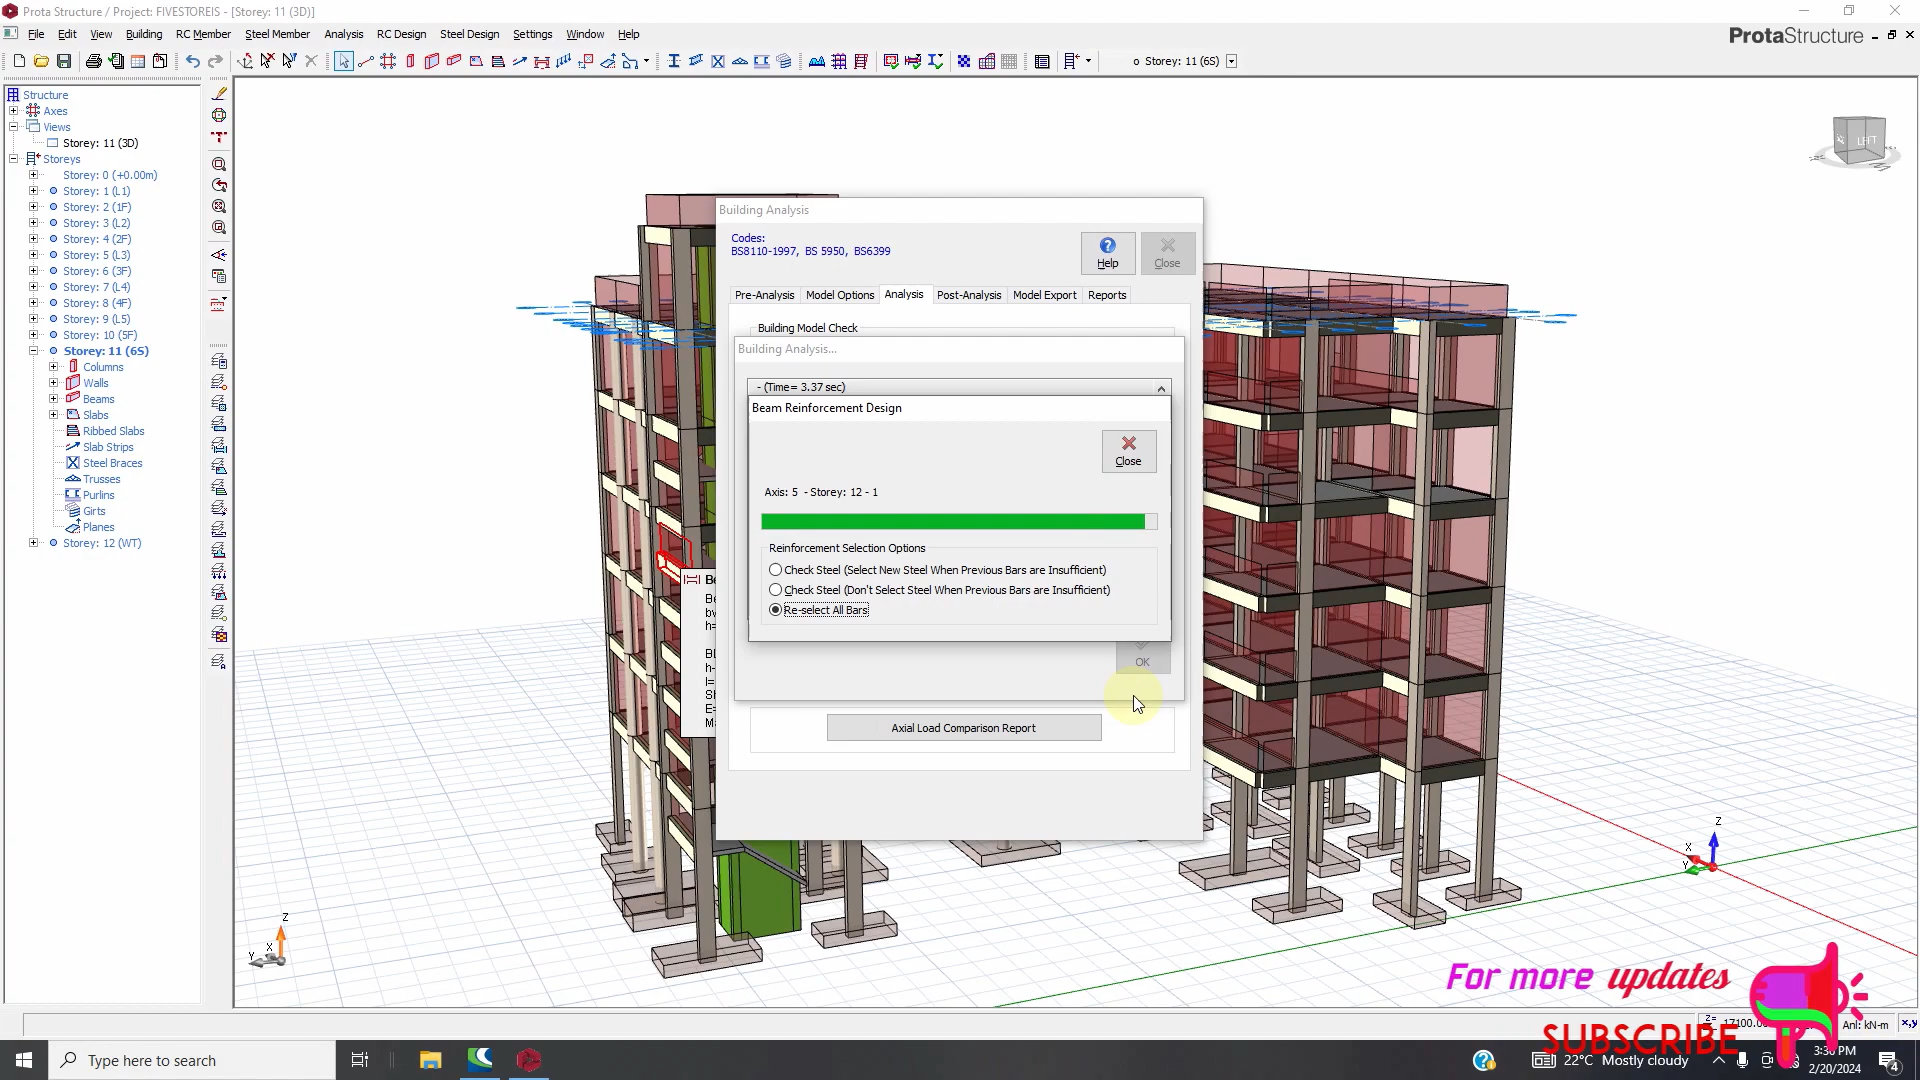 Prota Structure / Project: FIVESTOREIS - [Storey: 11 (3D)]
File Edit View Building RC Member Steel Member Analysis RC Design Steel Design Settings Window Help
ProtaStructure
Storey: 11 (6S)
Structure
Axes
Views
Storey: 11 (3D)
Storeys
Storey: 0 (+0.00m)
Storey: 1 (L1)
Storey: 2 (1F)
Storey: 3 (L2)
Storey: 4 (2F)
Storey: 5 (L3)
Storey: 6 (3F)
Storey: 7 (L4)
Storey: 8 (4F)
Storey: 9 (L5)
Storey: 10 (5F)
Storey: 11 (6S)
Columns
Walls
Beams
Slabs
Ribbed Slabs
Slab Strips
Steel Braces
Trusses
Purlins
Girts
Planes
Storey: 12 (WT)
LEFT
Building Analysis
Codes:
BS8110-1997, BS 5950, BS6399
Help
Close
Pre-Analysis Model Options Analysis Post-Analysis Model Export Reports
Building Model Check
Building Analysis...
- (Time= 3.37 sec)
Beam Reinforcement Design
Close
Axis: 5 - Storey: 12 - 1
Reinforcement Selection Options
Check Steel (Select New Steel When Previous Bars are Insufficient)
Check Steel (Don't Select Steel When Previous Bars are Insufficient)
Re-select All Bars
OK
Axial Load Comparison Report
Z
X
Y
Z
X
Y
For more updates
SUBSCRIBE
Anl: kN-m
x,y
Type here to search
22°C Mostly cloudy
3:36 PM
2/20/2024
4